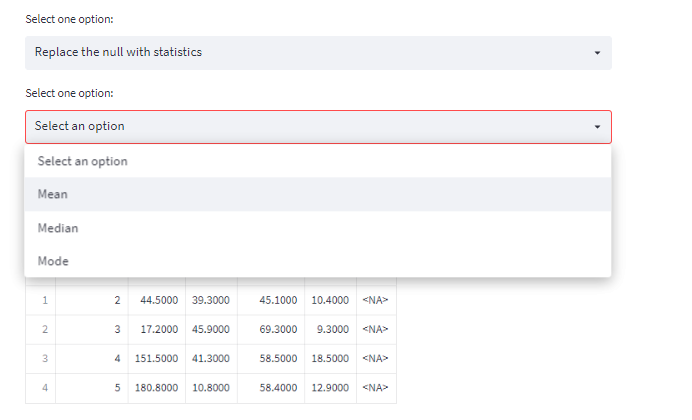 Select one option:
Replace the null with statistics
Select one option:
Select an option
Select an option
Mean
Median
Mode
1 2 44.5000 39.3000 45.1000 10.4000 <NA>
2 3 17.2000 45.9000 69.3000 9.3000 <NA>
3 4 151.5000 41.3000 58.5000 18.5000 <NA>
4 5 180.8000 10.8000 58.4000 12.9000 <NA>